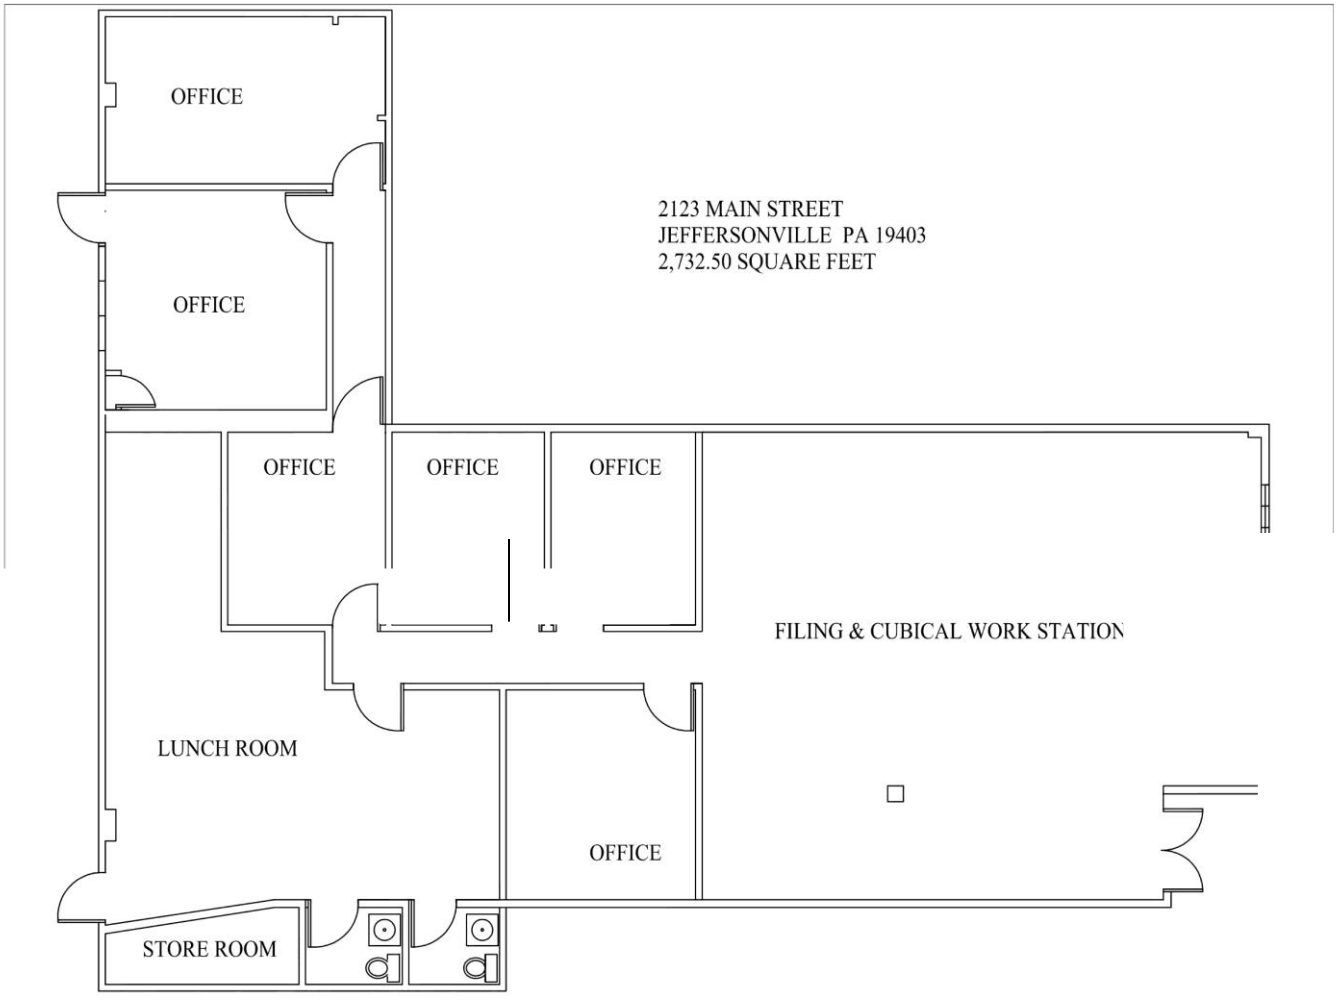 OFFICE
2123 MAIN STREET
JEFFERSONVILLE PA 19403
2,732.50 SQUARE FEET
OFFICE
OFFICE
OFFICE
OFFICE
FILING & CUBICAL WORK STATION
LUNCH ROOM
OFFICE
STORE ROOM